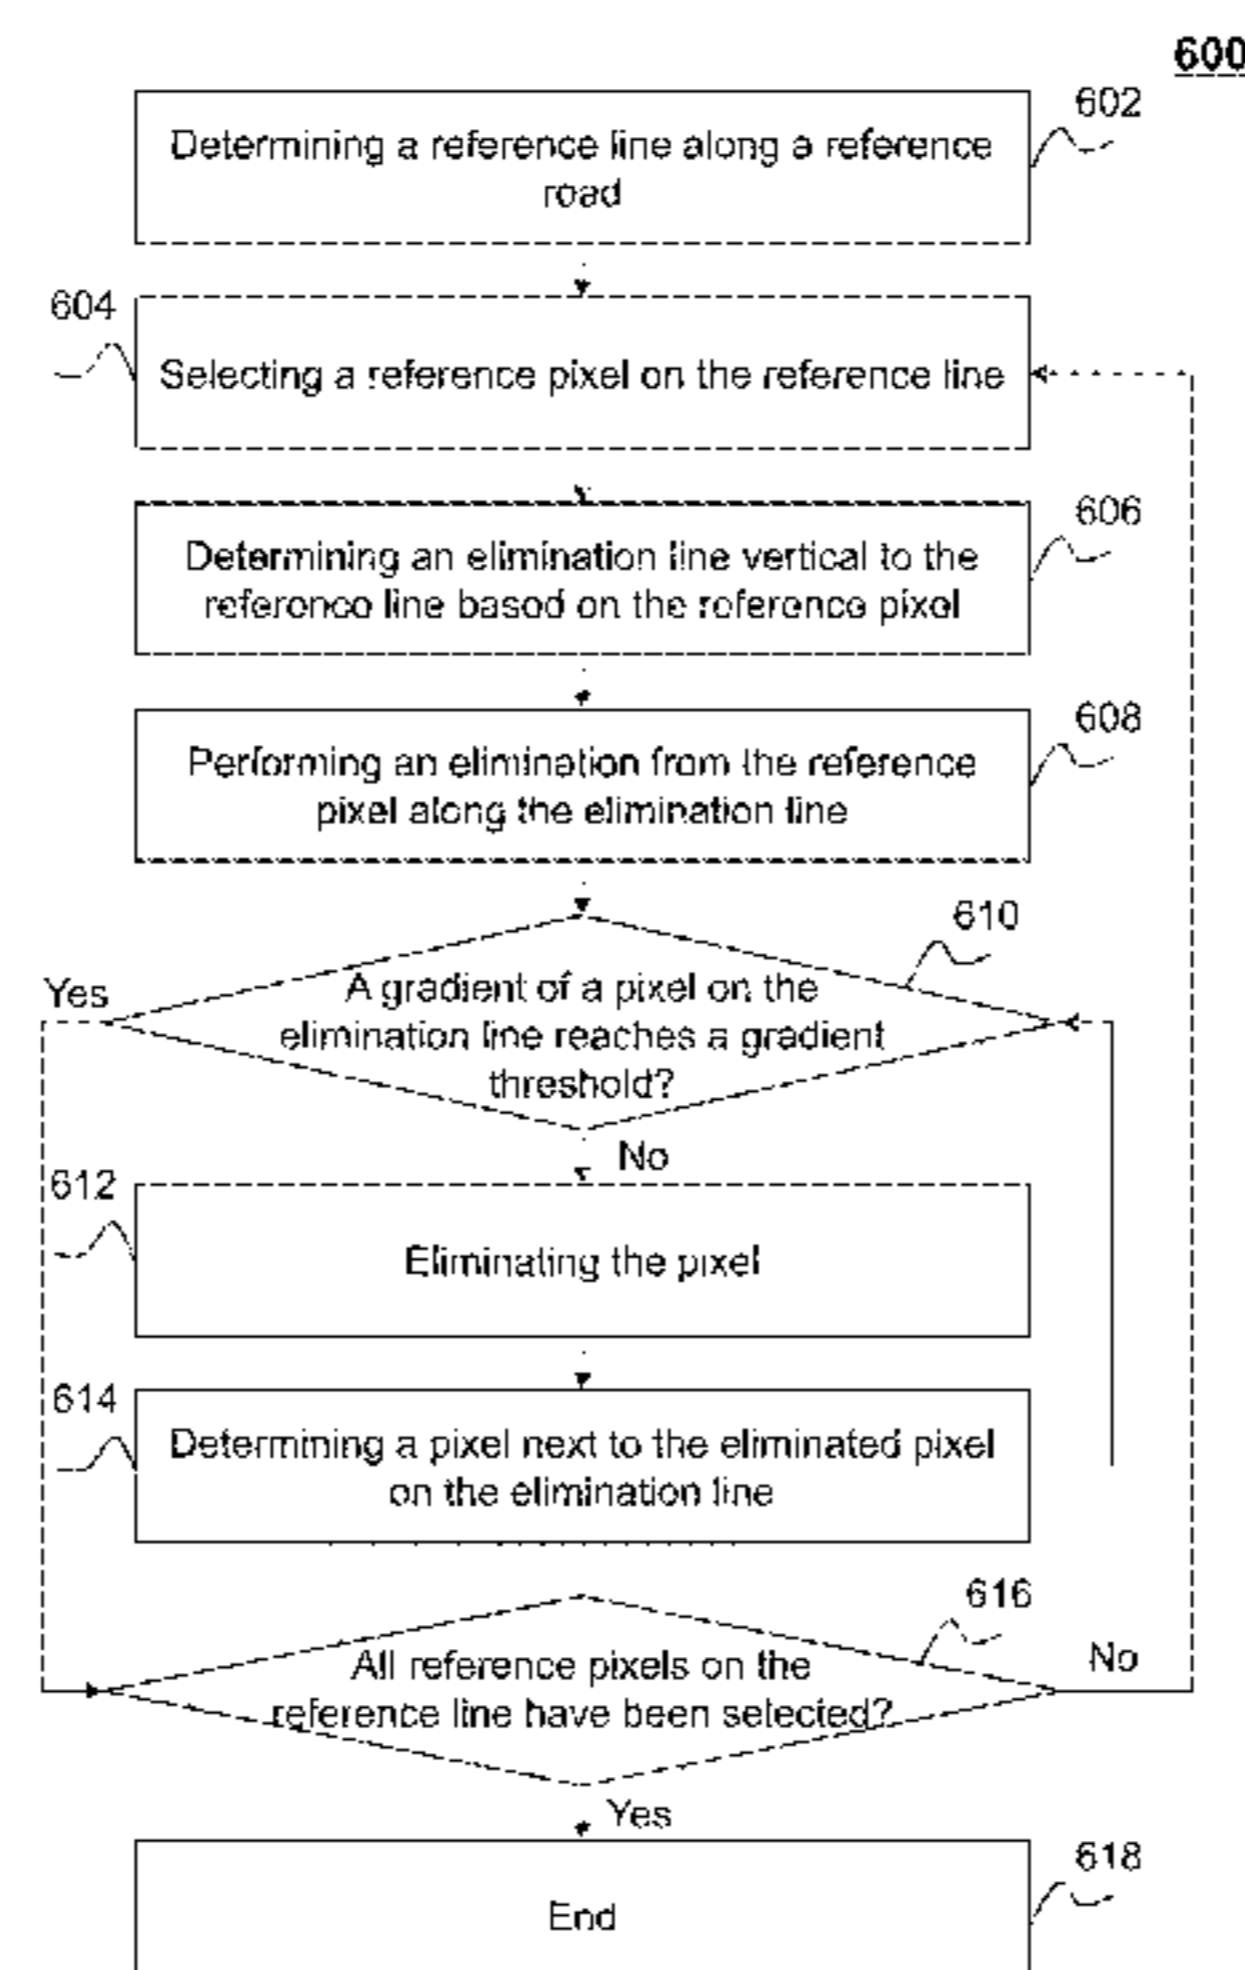 600
602
Determining a reference line along a reference
road
604
Selecting a reference pixel on the reference line
606
Determining an elimination line vertical to the
reference line based on the reference pixel
608
Performing an elimination from the reference
pixel along the elimination line
610
Yes
A gradient of a pixel on the
elimination line reaches a gradient
threshold?
No
612
Eliminating the pixel
614
Determining a pixel next to the eliminated pixel
on the elimination line
616
All reference pixels on the
reference line have been selected?
No
Yes
618
End